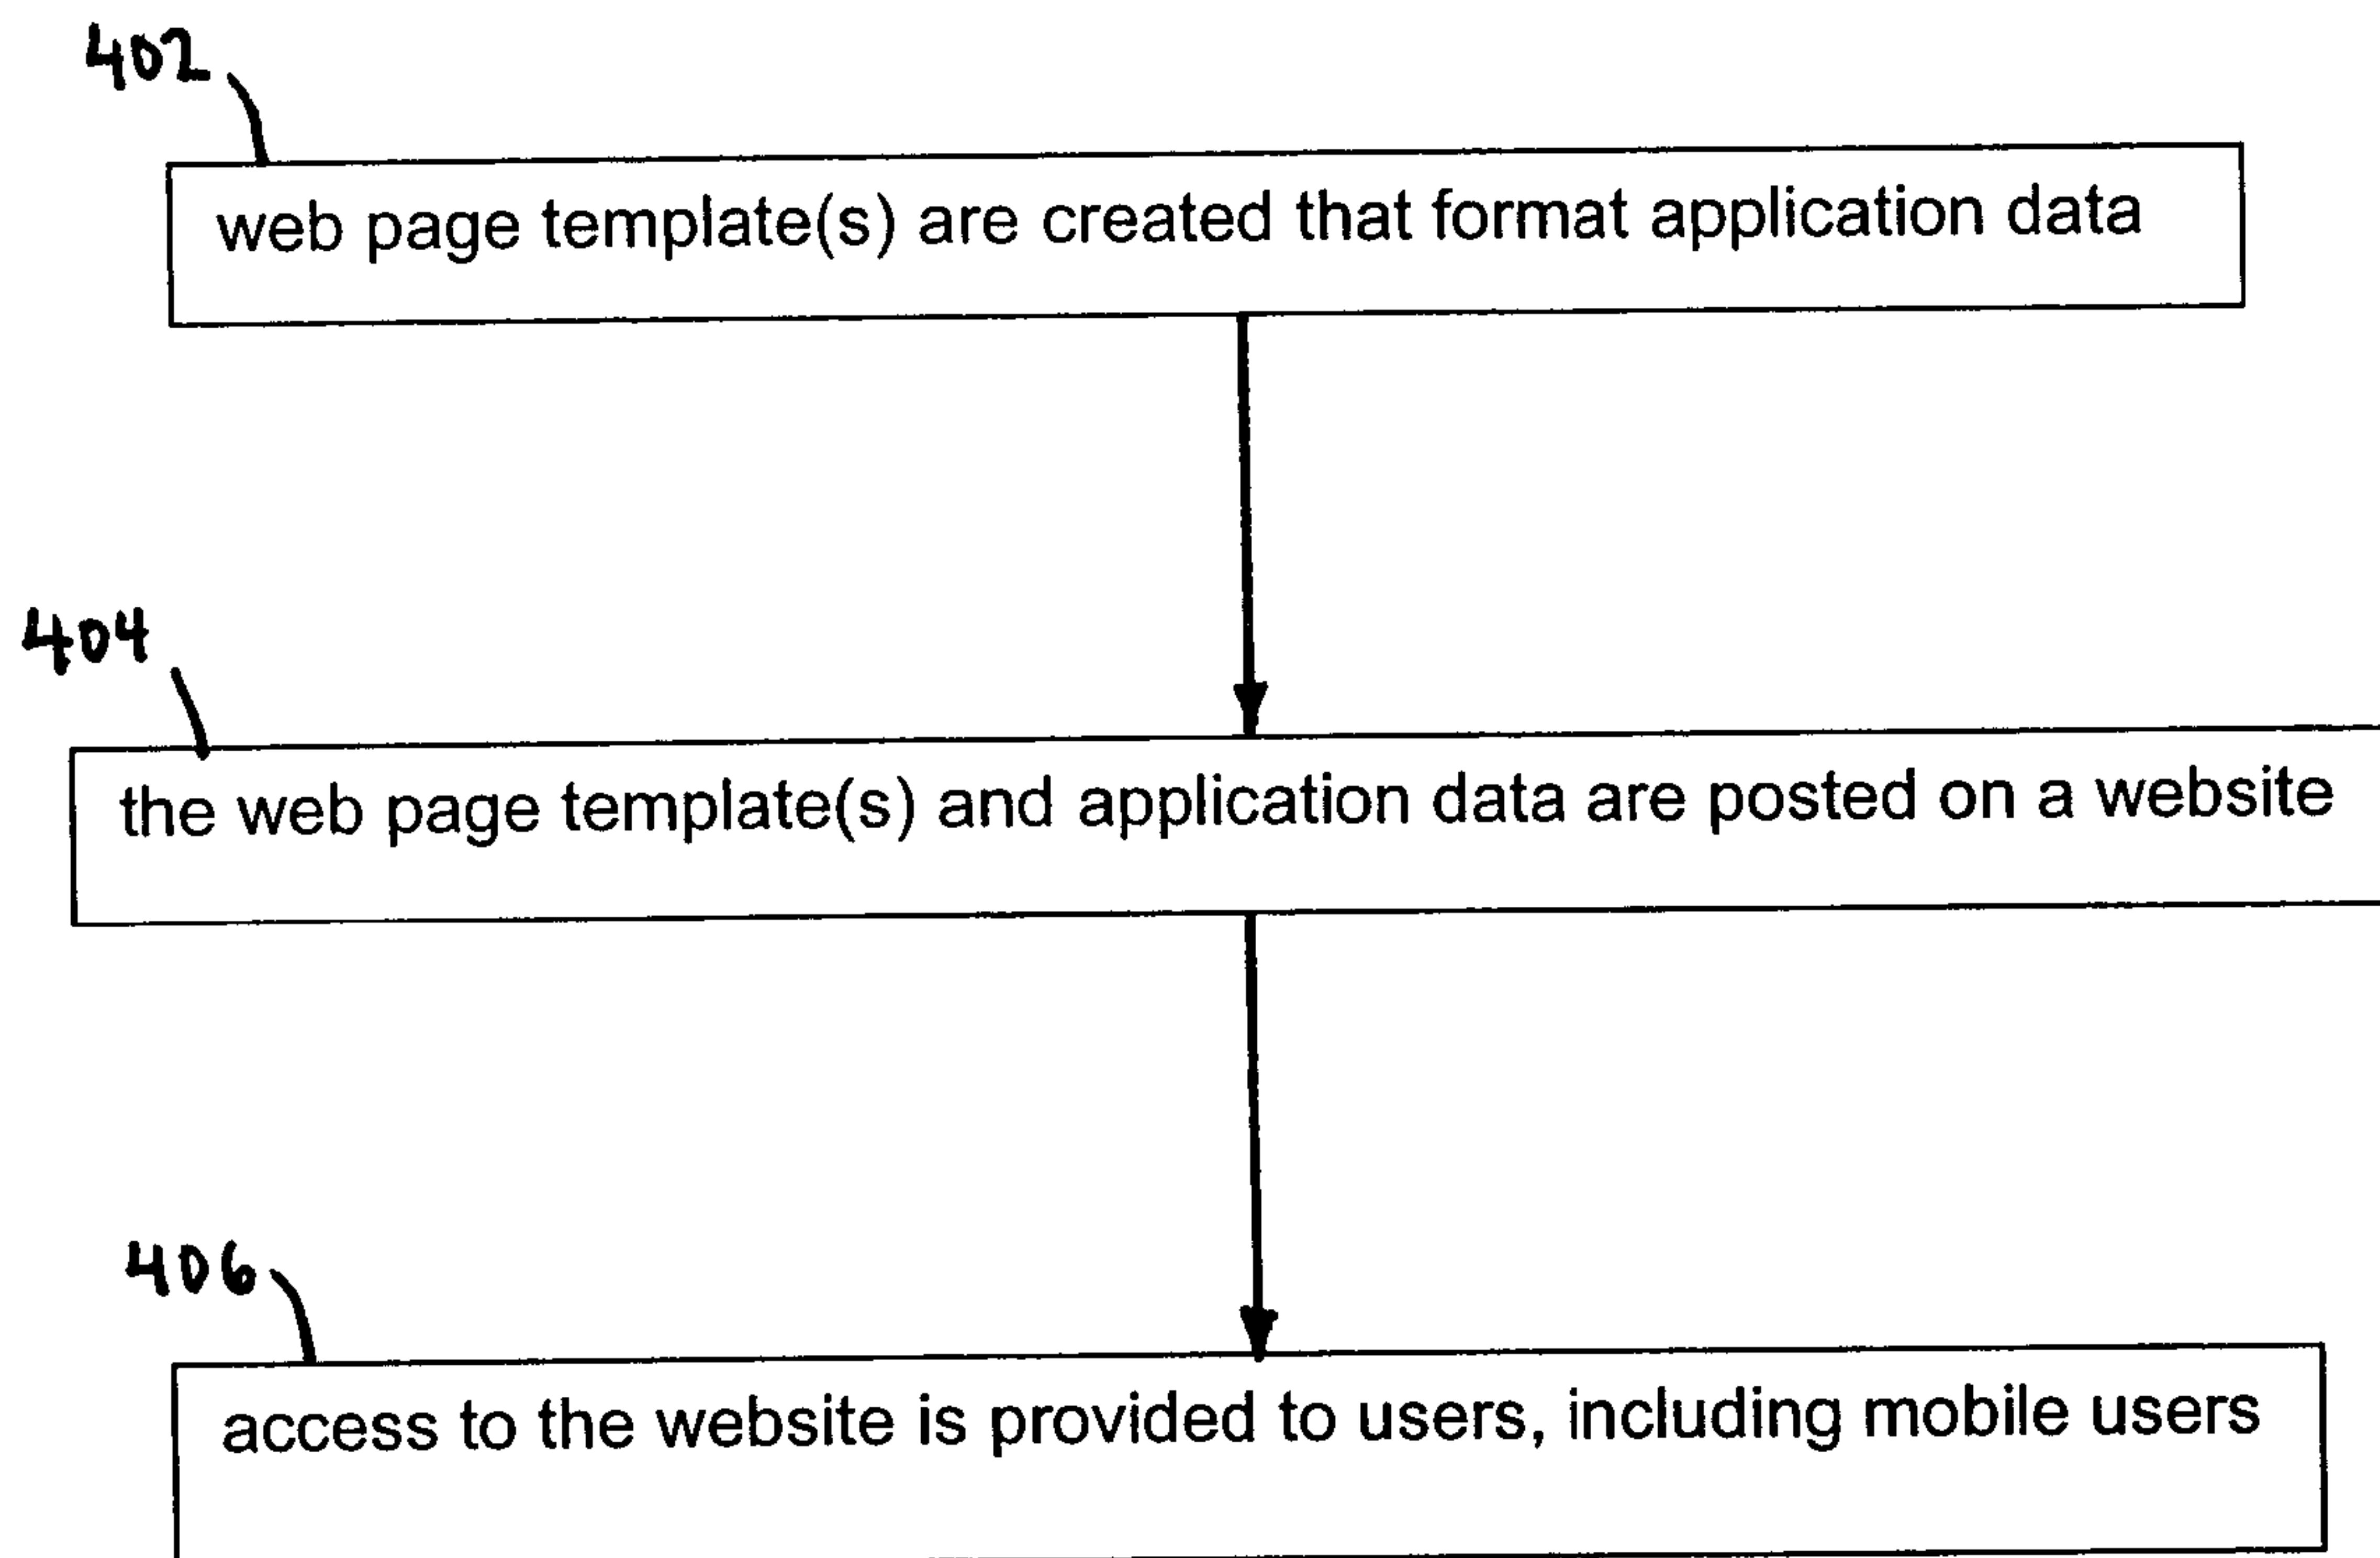 402
web page template(s) are created that format application data
404
the web page template(s) and application data are posted on a website
406
access to the website is provided to users, including mobile users